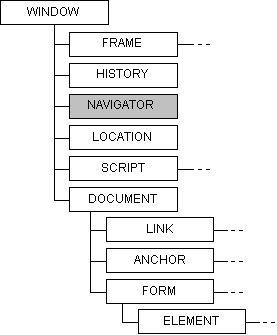 WINDOW
FRAME
HISTORY
NAVIGATOR
LOCATION
SCRIPT
DOCUMENT
LINK
ANCHOR
FORM
ELEMENT